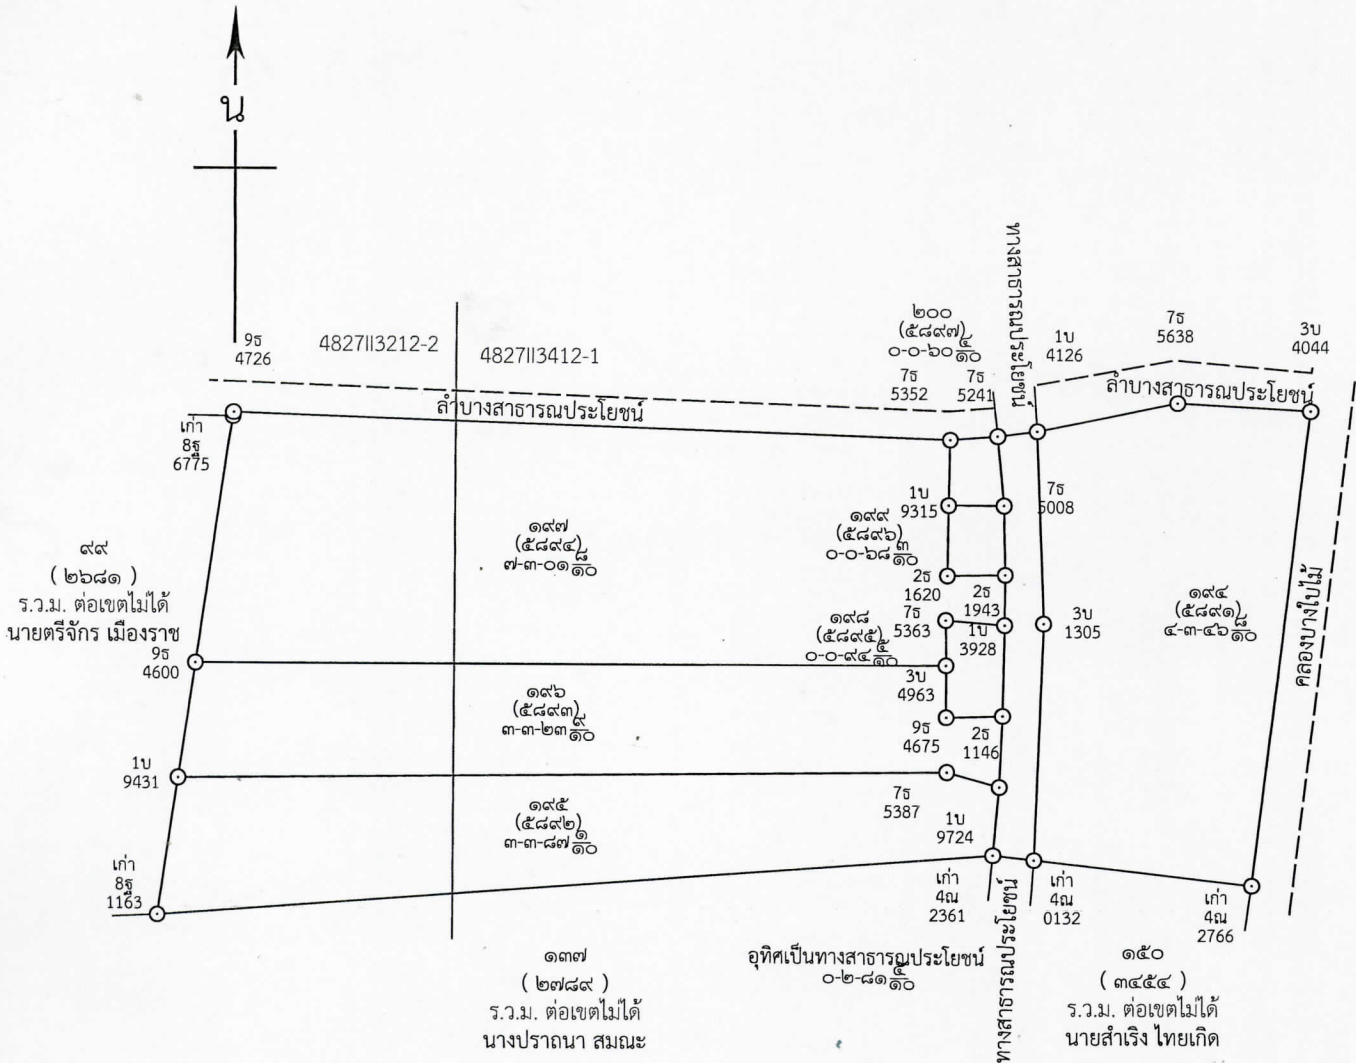 น
ทางสาธารณประโยชน์
๒๐๐
(๕๘๙๗)
๐-๐-๖๐ ๕/๑๐
9ธ
4726
4827II3212-2
4827II3412-1
7ธ
5352
7ธ
5241
1บ
4126
7ธ
5638
3บ
4044
ลำบางสาธารณประโยชน์
ลำบางสาธารณประโยชน์
เก่า
8ฐ
6775
1บ
9315
7ธ
5008
๑๙๗
(๕๘๙๔)
๗-๓-๐๑ ๘/๑๐
๑๙๙
(๕๘๙๖)
๐-๐-๖๘ ๓/๑๐
๙๙
( ๒๖๘๑ )
ร.ว.ม. ต่อเขตไม่ได้
นายตรีจักร เมืองราช
2ธ
1620
2ธ
1943
๑๙๘
(๕๘๙๕)
๐-๐-๙๔ ๕/๑๐
7ธ
5363
1บ
3928
3บ
1305
๑๙๔
(๕๘๙๑)
๔-๓-๔๖ ๘/๑๐
คลองบางใบไม้
9ธ
4600
3บ
4963
๑๙๖
(๕๘๙๓)
๓-๓-๒๓ ๙/๑๐
9ธ
4675
2ธ
1146
1บ
9431
7ธ
5387
๑๙๕
(๕๘๙๒)
๓-๓-๘๗ ๑/๑๐
1บ
9724
เก่า
8ฐ
1163
เก่า
4ณ
2361
เก่า
4ณ
0132
เก่า
4ณ
2766
ทางสาธารณประโยชน์
อุทิศเป็นทางสาธารณประโยชน์
๐-๒-๘๑ ๕/๑๐
๑๓๗
( ๒๗๘๙ )
ร.ว.ม. ต่อเขตไม่ได้
นางปราถนา สมณะ
๑๕๐
( ๓๔๕๔ )
ร.ว.ม. ต่อเขตไม่ได้
นายสำเริง ไทยเกิด